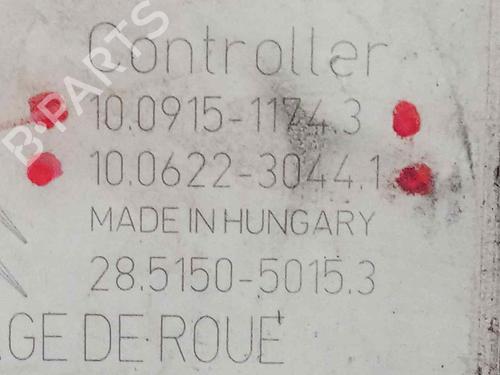 Controller
10.0915-1174.3
10.0622-3044.1
MADE IN HUNGARY
28.5150-5015.3
AGE DE ROUE
B-PARTS